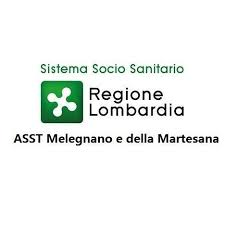 Sistema Socio Sanitario
Regione
Lombardia
ASST Melegnano e della Martesana